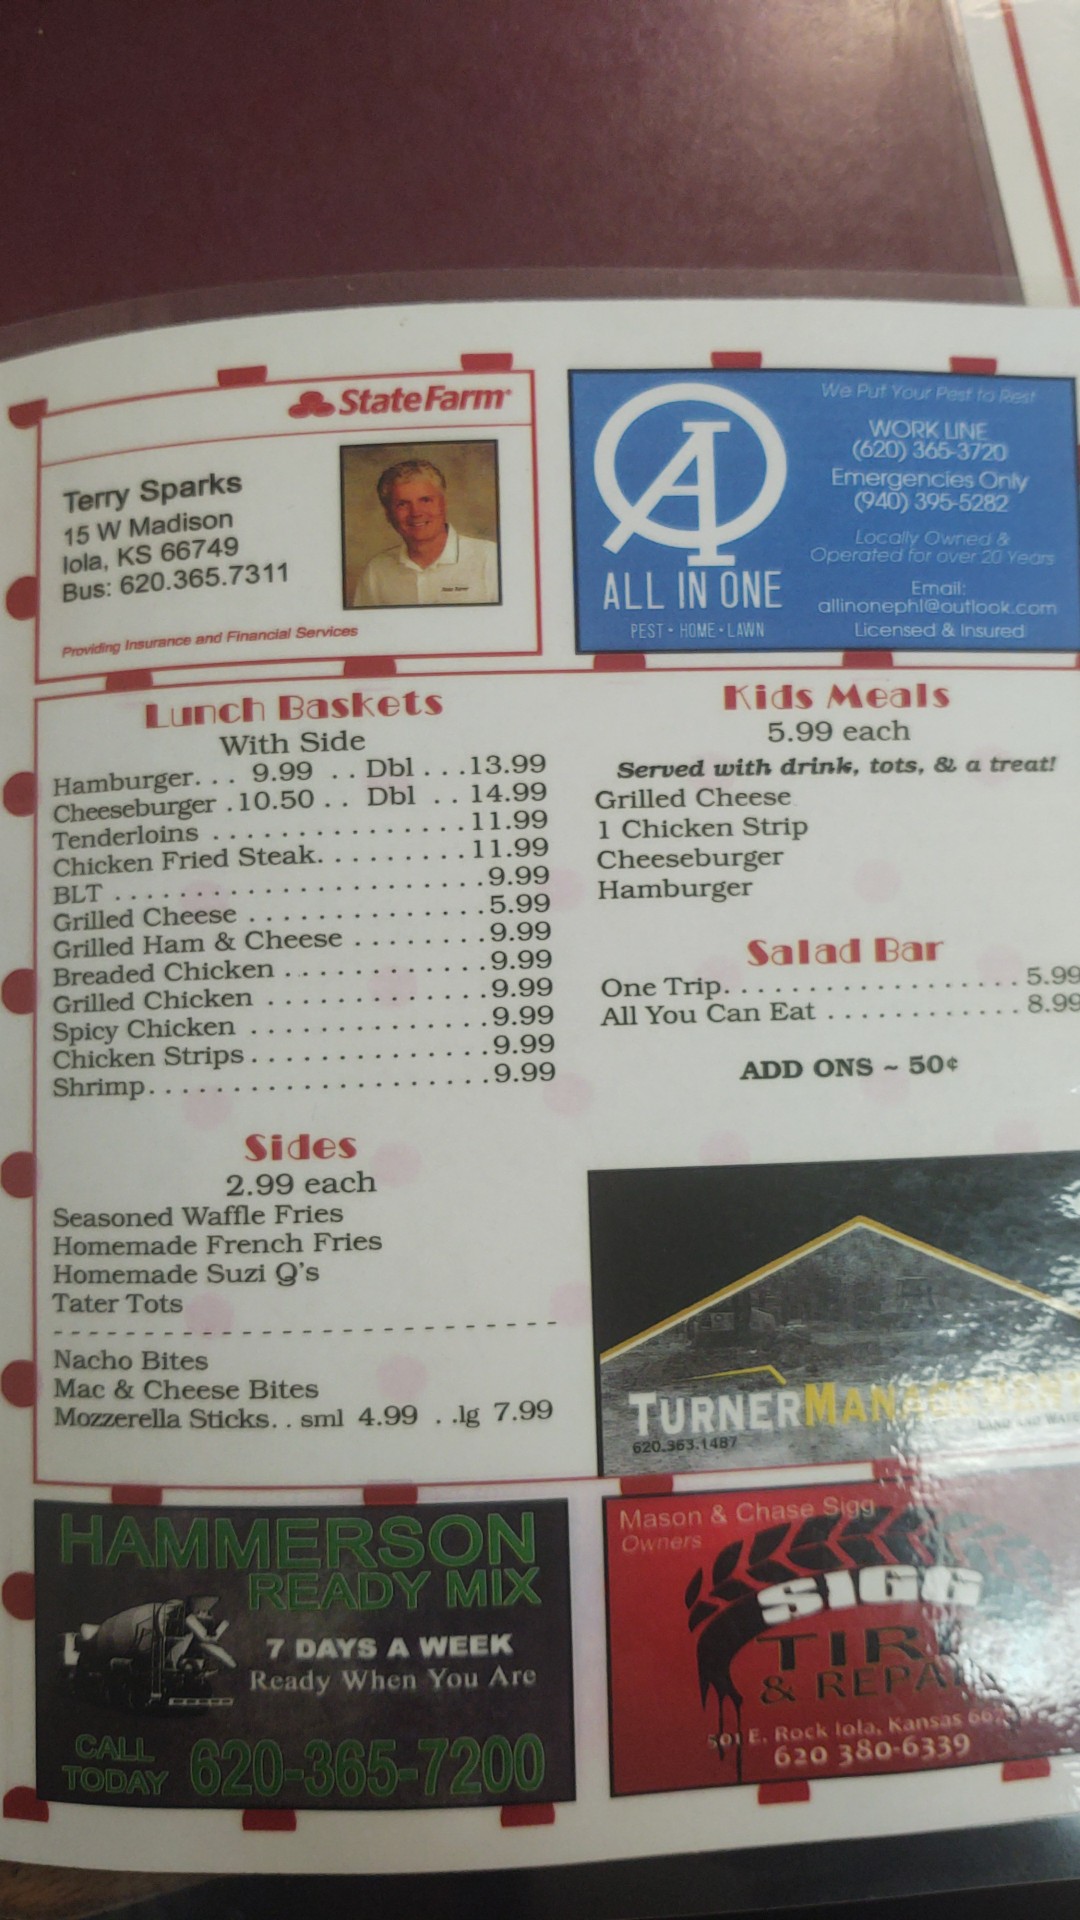 StateFarm
Terry Sparks
15 W Madison
Iola, KS 66749
Bus: 620.365.7311
Providing Insurance and Financial Services
We Put Your Pest to Rest
WORK LINE
(620) 365-3720
Emergencies Only
(940) 395-5282
Locally Owned &
Operated for over 20 Years
Email:
allinonephl@outlook.com
Licensed & Insured
ALL IN ONE
PEST • HOME • LAWN
Lunch Baskets
With Side
Hamburger. . . 9.99 . . Dbl . . .13.99
Cheeseburger .10.50 . . Dbl . . 14.99
Tenderloins . . . . . . . . . . . . . . .11.99
Chicken Fried Steak. . . . . . . . .11.99
BLT . . . . . . . . . . . . . . . . . . . . .9.99
Grilled Cheese . . . . . . . . . . . . . .5.99
Grilled Ham & Cheese . . . . . . . .9.99
Breaded Chicken . . . . . . . . . . . .9.99
Grilled Chicken . . . . . . . . . . . . .9.99
Spicy Chicken . . . . . . . . . . . . . .9.99
Chicken Strips . . . . . . . . . . . . . .9.99
Shrimp. . . . . . . . . . . . . . . . . . . .9.99
Sides
2.99 each
Seasoned Waffle Fries
Homemade French Fries
Homemade Suzi Q's
Tater Tots
- - - - - - - - - - - - - - - - - - - - - - - - - - -
Nacho Bites
Mac & Cheese Bites
Mozzerella Sticks. . sml 4.99 . .lg 7.99
Kids Meals
5.99 each
Served with drink, tots, & a treat!
Grilled Cheese
1 Chicken Strip
Cheeseburger
Hamburger
Salad Bar
One Trip. . . . . . . . . . . . . . . . . . 5.99
All You Can Eat . . . . . . . . . . . . 8.99
ADD ONS ~ 50¢
TURNERMANAGEMENT
LAND AND
620.363.1487
HAMMERSON
READY MIX
7 DAYS A WEEK
Ready When You Are
CALL
TODAY
620-365-7200
Mason & Chase Sigg
Owners
SIGG
TIRE
& REPAIR
501 E. Rock Iola, Kansas
620 380-6339